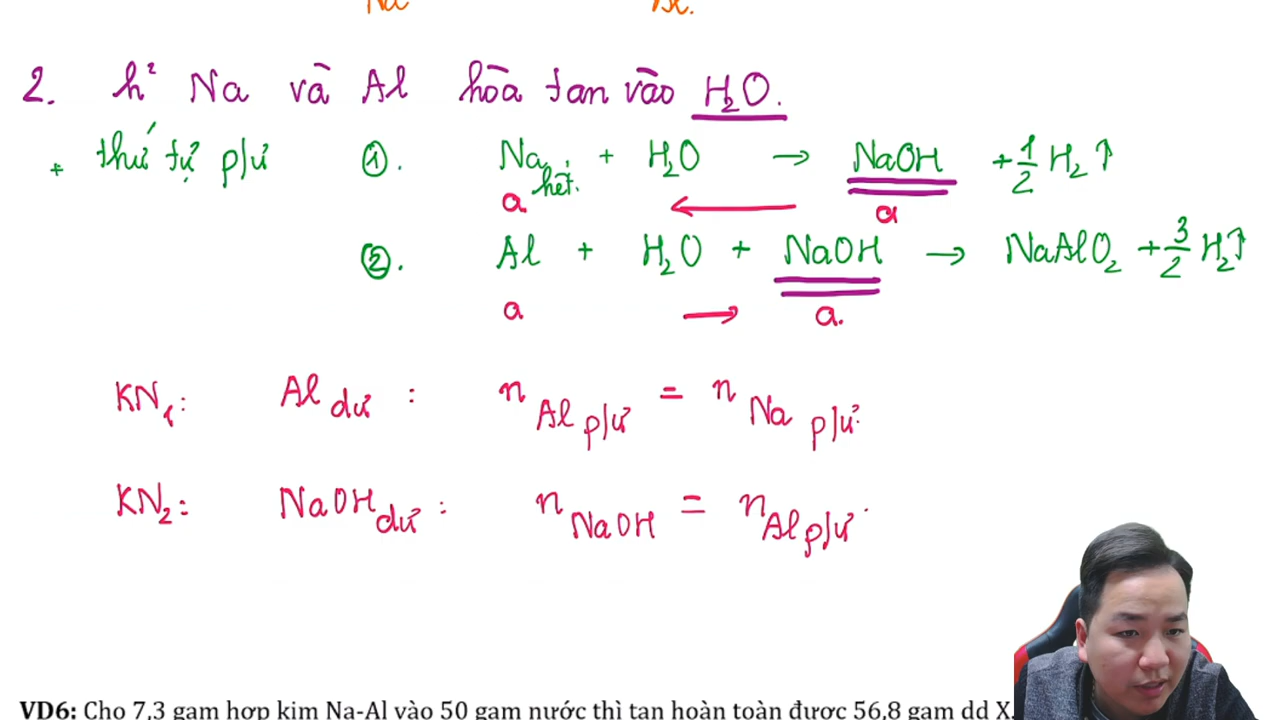 2. h² Na và Al hòa tan vào H₂O.
+ thứ tự p/ư ①. Na hết. + H₂O → NaOH + 1/2 H₂↑
a ← a
②. Al + H₂O + NaOH → NaAlO₂ + 3/2 H₂↑
a → a.
KN₁: Al dư : n Al p/ư = n Na p/ư.
KN₂: NaOH dư : n NaOH = n Al p/ư.
VD6: Cho 7,3 gam hợp kim Na-Al vào 50 gam nước thì tan hoàn toàn được 56,8 gam dd X.